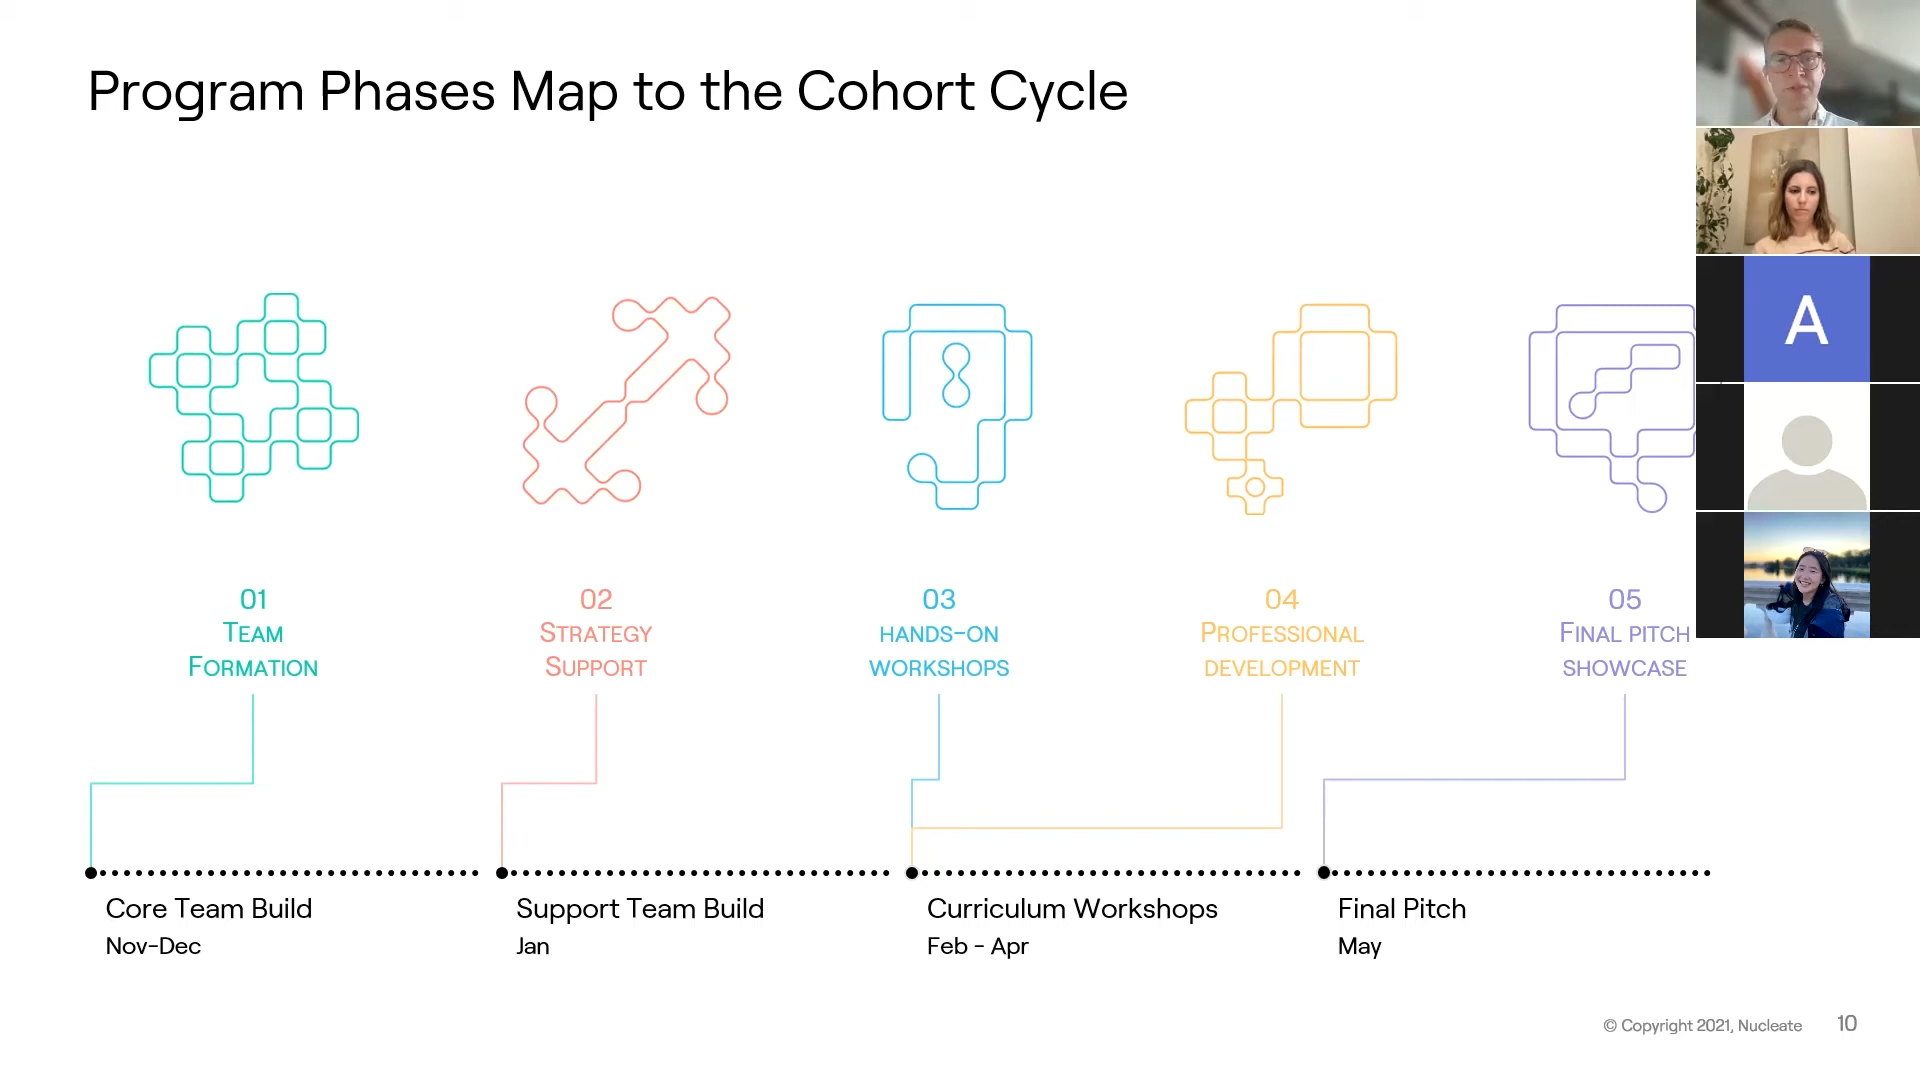 Program Phases Map to the Cohort Cycle
A
01
TEAM
FORMATION
02
STRATEGY
SUPPORT
03
HANDS-ON
WORKSHOPS
04
PROFESSIONAL
DEVELOPMENT
05
FINAL PITCH
SHOWCASE
Core Team Build
Nov-Dec
Support Team Build
Jan
Curriculum Workshops
Feb - Apr
Final Pitch
May
© Copyright 2021, Nucleate
10